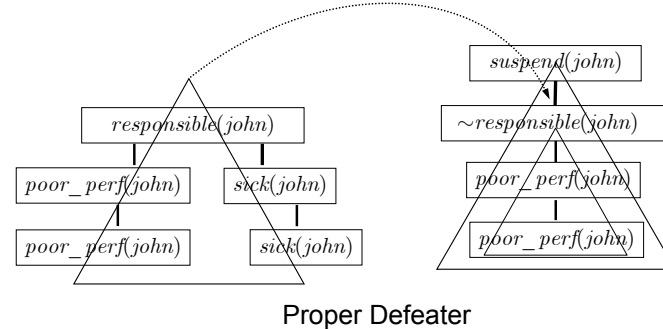 responsible(john)
poor_perf(john)
sick(john)
poor_perf(john)
sick(john)
suspend(john)
~responsible(john)
poor_perf(john)
poor_perf(john)
Proper Defeater